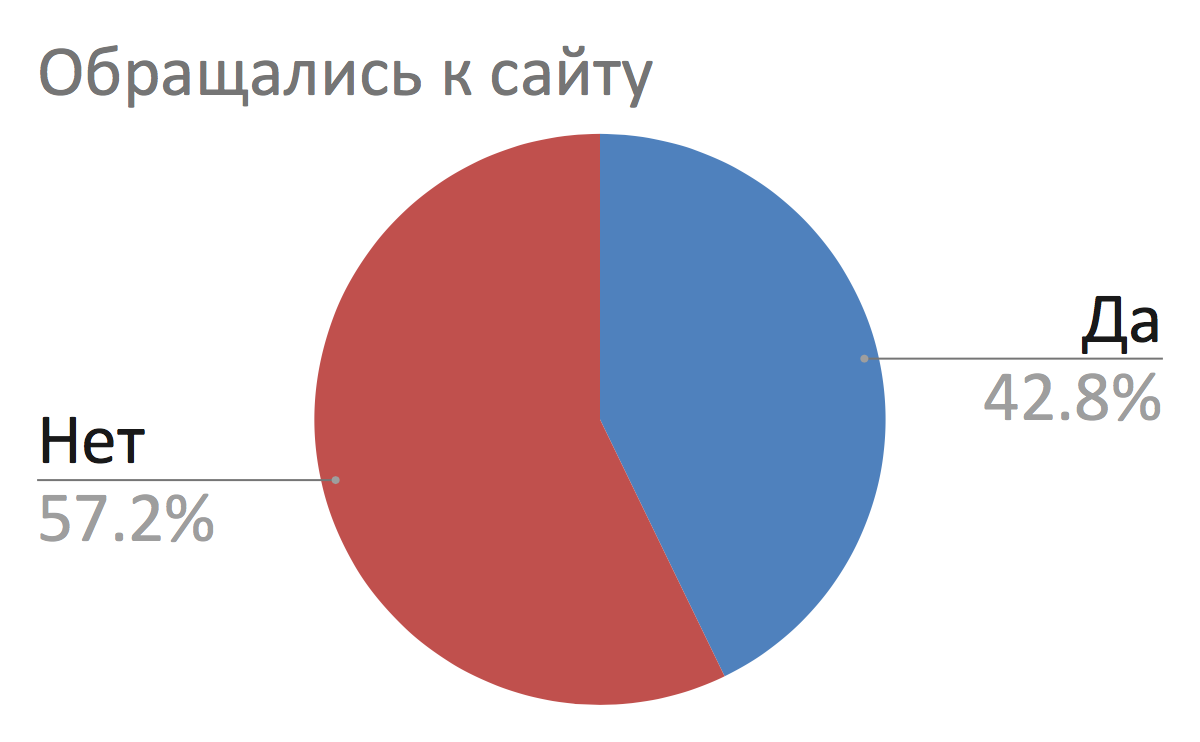 Обращались к сайту
Да
42.8%
Нет
57.2%